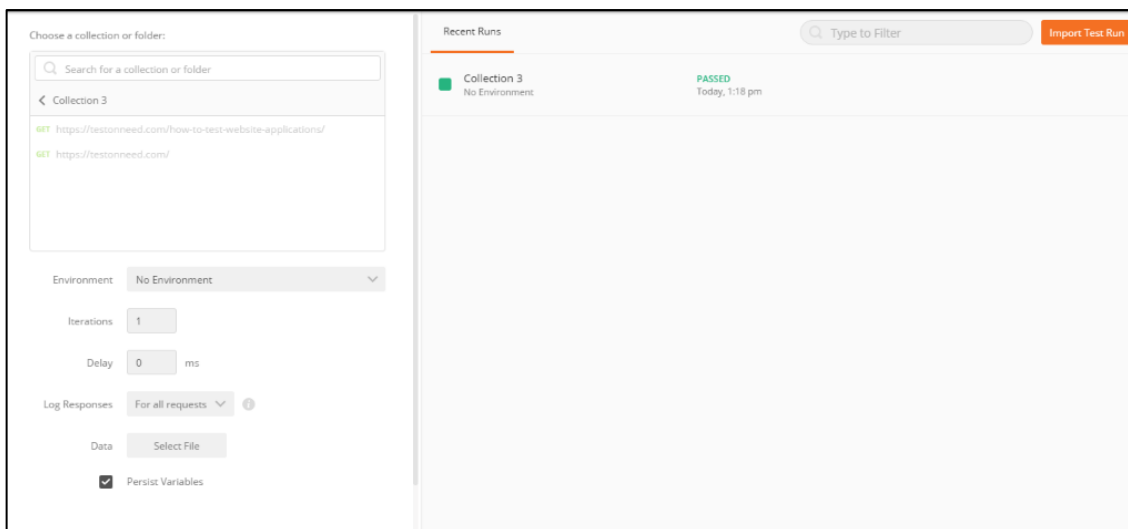 Choose a collection or folder:
Search for a collection or folder
Collection 3
GET https://testonneed.com/how-to-test-website-applications/
GET https://testonneed.com/
Environment No Environment
Iterations 1
Delay 0 ms
Log Responses For all requests
Data Select File
Persist Variables
Recent Runs
Type to Filter
Import Test Run
Collection 3 PASSED
No Environment Today, 1:18 pm